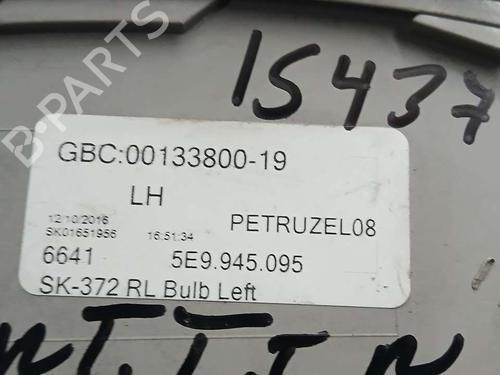 15437
GBC:00133800-19
LH
12/10/2016
SK01651956 16:51:34 PETRUZEL08
6641 5E9.945.095
SK-372 RL Bulb Left
B-PARTS